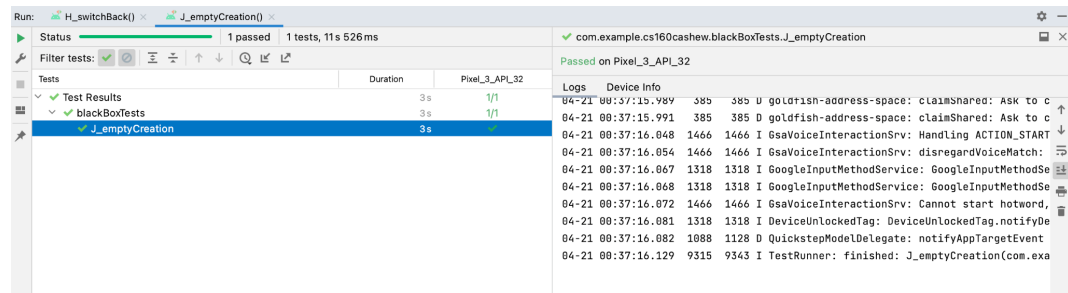 Run: H_switchBack() × J_emptyCreation() ×
Status 1 passed 1 tests, 11 s 526 ms
Filter tests:
Tests Duration Pixel_3_API_32
Test Results 3 s 1/1
blackBoxTests 3 s 1/1
J_emptyCreation 3 s
com.example.cs160cashew.blackBoxTests.J_emptyCreation
Passed on Pixel_3_API_32
Logs Device Info
04-21 00:37:15.989 385 385 D goldfish-address-space: claimShared: Ask to c
04-21 00:37:15.991 385 385 D goldfish-address-space: claimShared: Ask to c
04-21 00:37:16.048 1466 1466 I GsaVoiceInteractionSrv: Handling ACTION_START
04-21 00:37:16.054 1466 1466 I GsaVoiceInteractionSrv: disregardVoiceMatch:
04-21 00:37:16.067 1318 1318 I GoogleInputMethodService: GoogleInputMethodSe
04-21 00:37:16.068 1318 1318 I GoogleInputMethodService: GoogleInputMethodSe
04-21 00:37:16.072 1466 1466 I GsaVoiceInteractionSrv: Cannot start hotword,
04-21 00:37:16.081 1318 1318 I DeviceUnlockedTag: DeviceUnlockedTag.notifyDe
04-21 00:37:16.082 1088 1128 D QuickstepModelDelegate: notifyAppTargetEvent
04-21 00:37:16.129 9315 9343 I TestRunner: finished: J_emptyCreation(com.exa